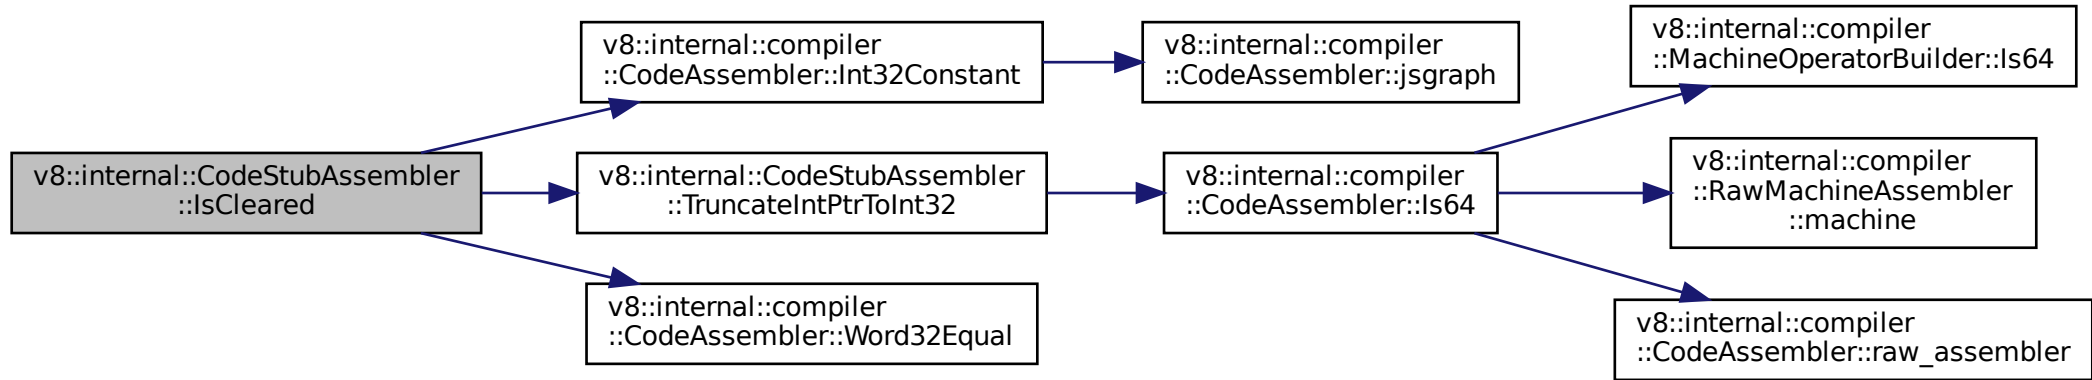 v8::internal::CodeStubAssembler
::IsCleared
v8::internal::compiler
::CodeAssembler::Int32Constant
v8::internal::compiler
::CodeAssembler::jsgraph
v8::internal::CodeStubAssembler
::TruncateIntPtrToInt32
v8::internal::compiler
::CodeAssembler::Is64
v8::internal::compiler
::MachineOperatorBuilder::Is64
v8::internal::compiler
::RawMachineAssembler
::machine
v8::internal::compiler
::CodeAssembler::raw_assembler
v8::internal::compiler
::CodeAssembler::Word32Equal